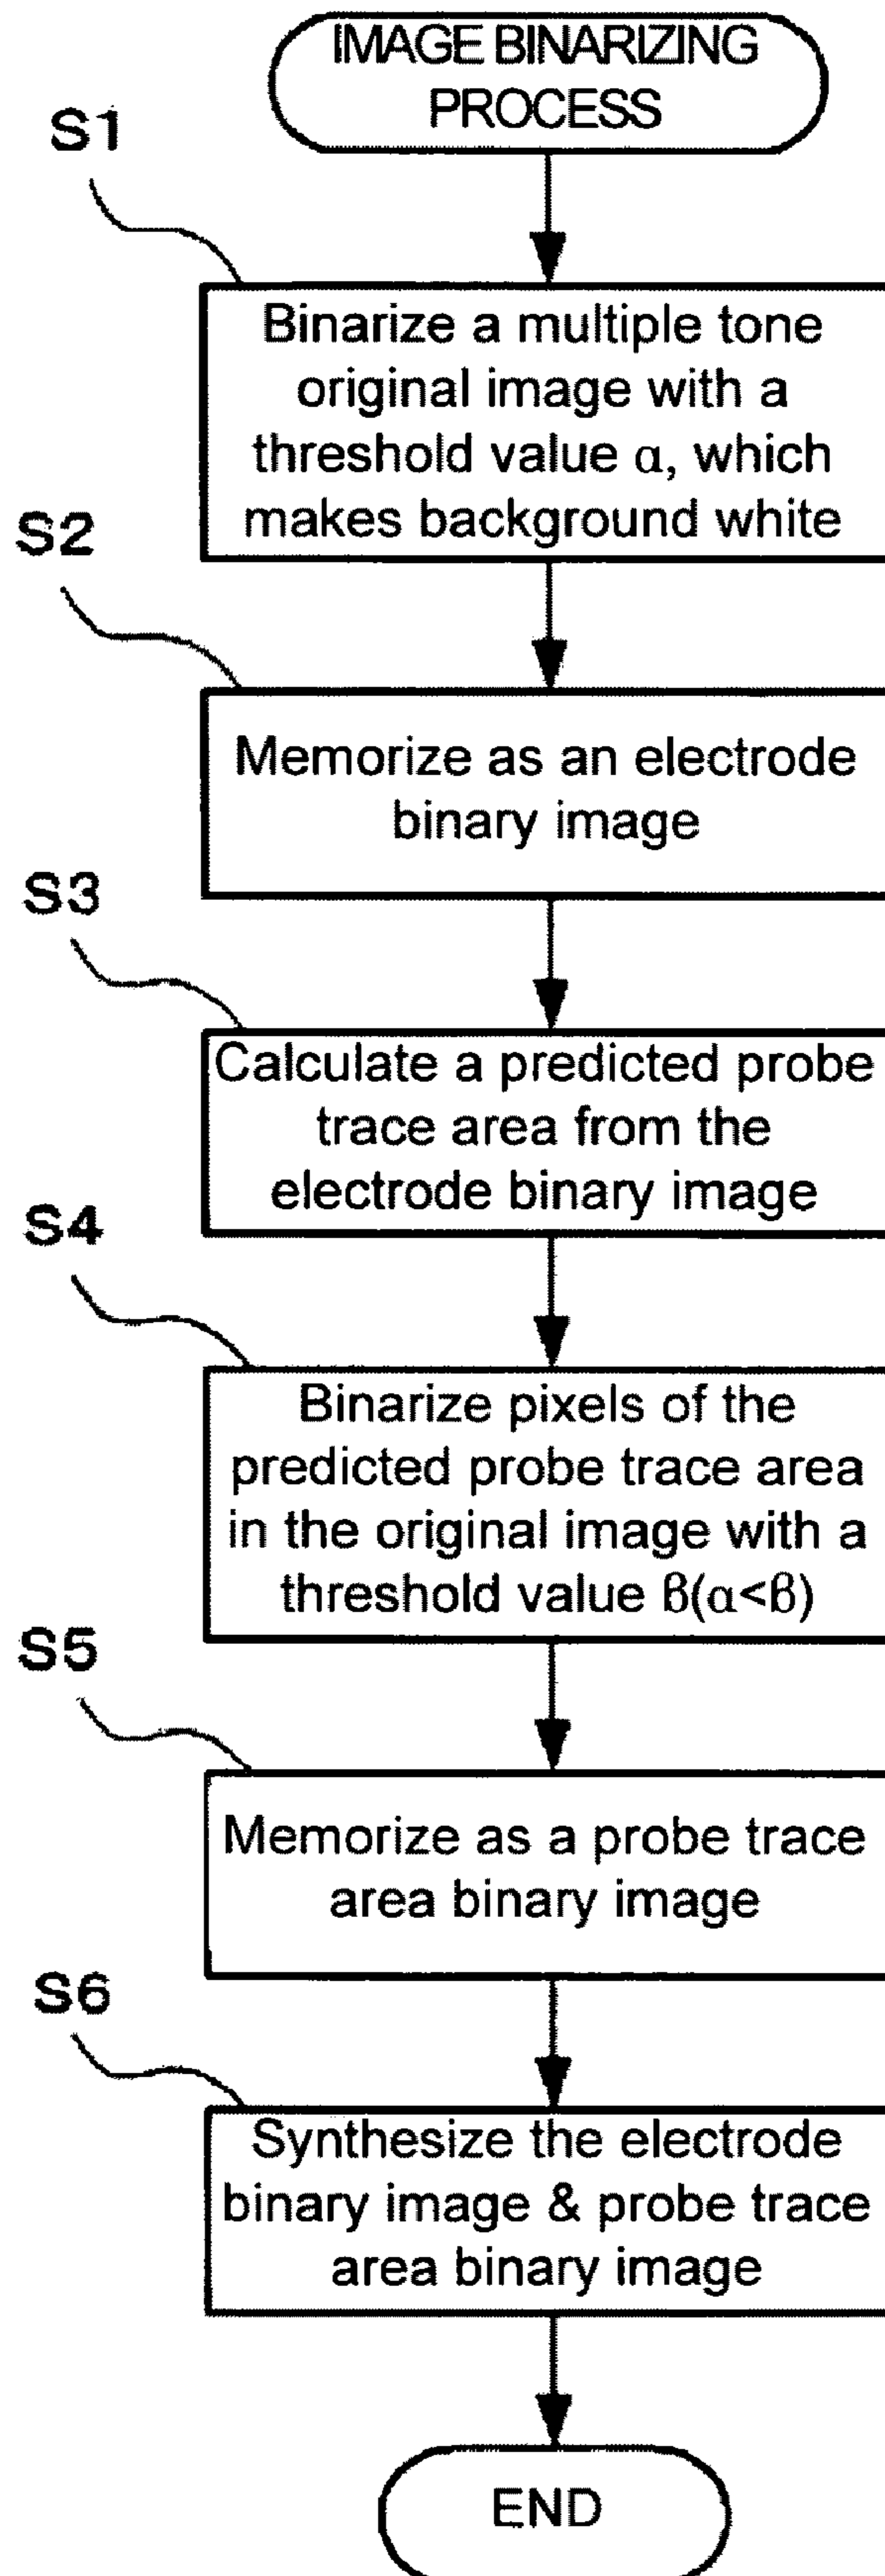 IMAGE BINARIZING
PROCESS
S1
Binarize a multiple tone
original image with a
threshold value α, which
makes background white
S2
Memorize as an electrode
binary image
S3
Calculate a predicted probe
trace area from the
electrode binary image
S4
Binarize pixels of the
predicted probe trace area
in the original image with a
threshold value β(α<β)
S5
Memorize as a probe trace
area binary image
S6
Synthesize the electrode
binary image & probe trace
area binary image
END